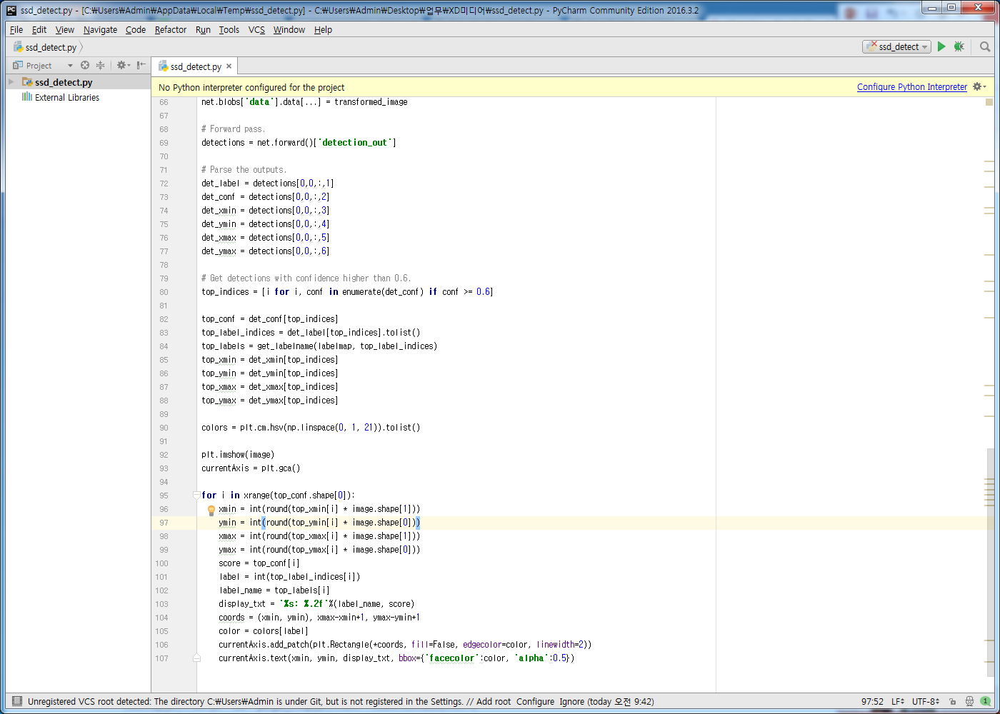 ssd_detect.py - [C:₩Users₩Admin₩AppData₩Local₩Temp₩ssd_detect.py] - C:₩Users₩Admin₩Desktop₩업무₩XD미디어₩ssd_detect.py - PyCharm Community Edition 2016.3.2
File Edit View Navigate Code Refactor Run Tools VCS Window Help
ssd_detect.py
ssd_detect
Project
ssd_detect.py
ssd_detect.py
External Libraries
No Python interpreter configured for the project
Configure Python Interpreter
66 net.blobs['data'].data[...] = transformed_image
67
68 # Forward pass.
69 detections = net.forward()['detection_out']
70
71 # Parse the outputs.
72 det_label = detections[0,0,:,1]
73 det_conf = detections[0,0,:,2]
74 det_xmin = detections[0,0,:,3]
75 det_ymin = detections[0,0,:,4]
76 det_xmax = detections[0,0,:,5]
77 det_ymax = detections[0,0,:,6]
78
79 # Get detections with confidence higher than 0.6.
80 top_indices = [i for i, conf in enumerate(det_conf) if conf >= 0.6]
81
82 top_conf = det_conf[top_indices]
83 top_label_indices = det_label[top_indices].tolist()
84 top_labels = get_labelname(labelmap, top_label_indices)
85 top_xmin = det_xmin[top_indices]
86 top_ymin = det_ymin[top_indices]
87 top_xmax = det_xmax[top_indices]
88 top_ymax = det_ymax[top_indices]
89
90 colors = plt.cm.hsv(np.linspace(0, 1, 21)).tolist()
91
92 plt.imshow(image)
93 currentAxis = plt.gca()
94
95 for i in xrange(top_conf.shape[0]):
96 xmin = int(round(top_xmin[i] * image.shape[1]))
97 ymin = int(round(top_ymin[i] * image.shape[0]))
98 xmax = int(round(top_xmax[i] * image.shape[1]))
99 ymax = int(round(top_ymax[i] * image.shape[0]))
100 score = top_conf[i]
101 label = int(top_label_indices[i])
102 label_name = top_labels[i]
103 display_txt = '%s: %.2f'%(label_name, score)
104 coords = (xmin, ymin), xmax-xmin+1, ymax-ymin+1
105 color = colors[label]
106 currentAxis.add_patch(plt.Rectangle(*coords, fill=False, edgecolor=color, linewidth=2))
107 currentAxis.text(xmin, ymin, display_txt, bbox={'facecolor':color, 'alpha':0.5})
Unregistered VCS root detected: The directory C:₩Users₩Admin is under Git, but is not registered in the Settings. // Add root Configure Ignore (today 오전 9:42)
97:52 LF UTF-8 1